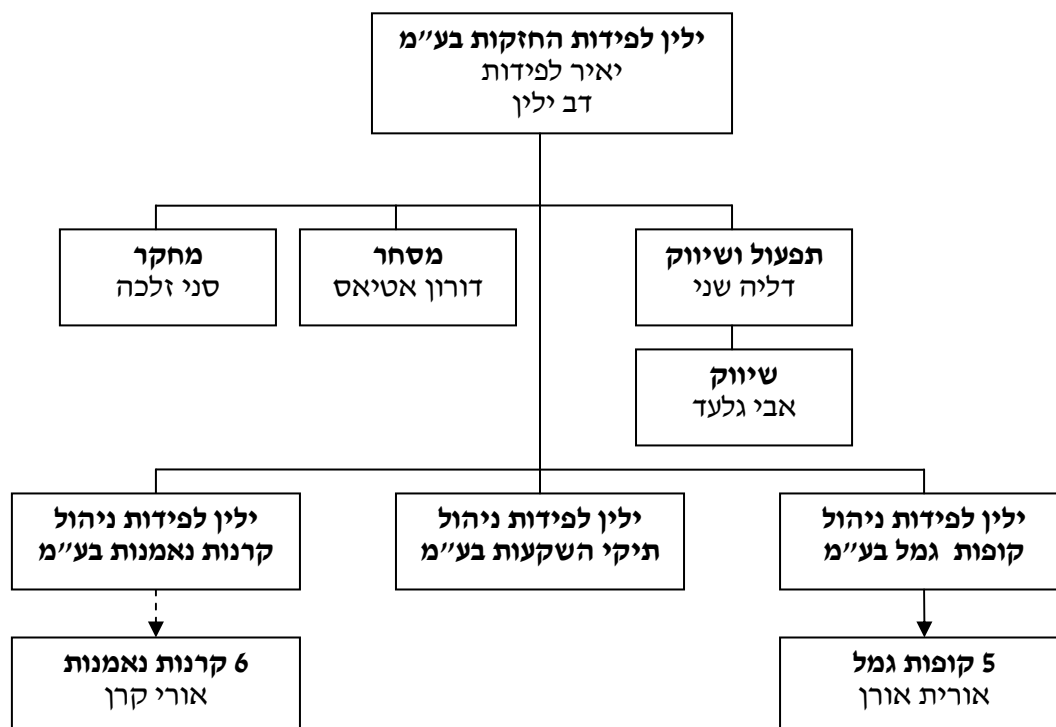 ילין לפידות החזקות בע״מ
יאיר לפידות
דב ילין
תפעול ושיווק
דליה שני
מסחר
דורון אטיאס
מחקר
סני זלכה
שיווק
אבי גלעד
ילין לפידות ניהול
קופות גמל בע״מ
ילין לפידות ניהול
תיקי השקעות בע״מ
ילין לפידות ניהול
קרנות נאמנות בע״מ
5 קופות גמל
אורית אורן
6 קרנות נאמנות
אורי קרן